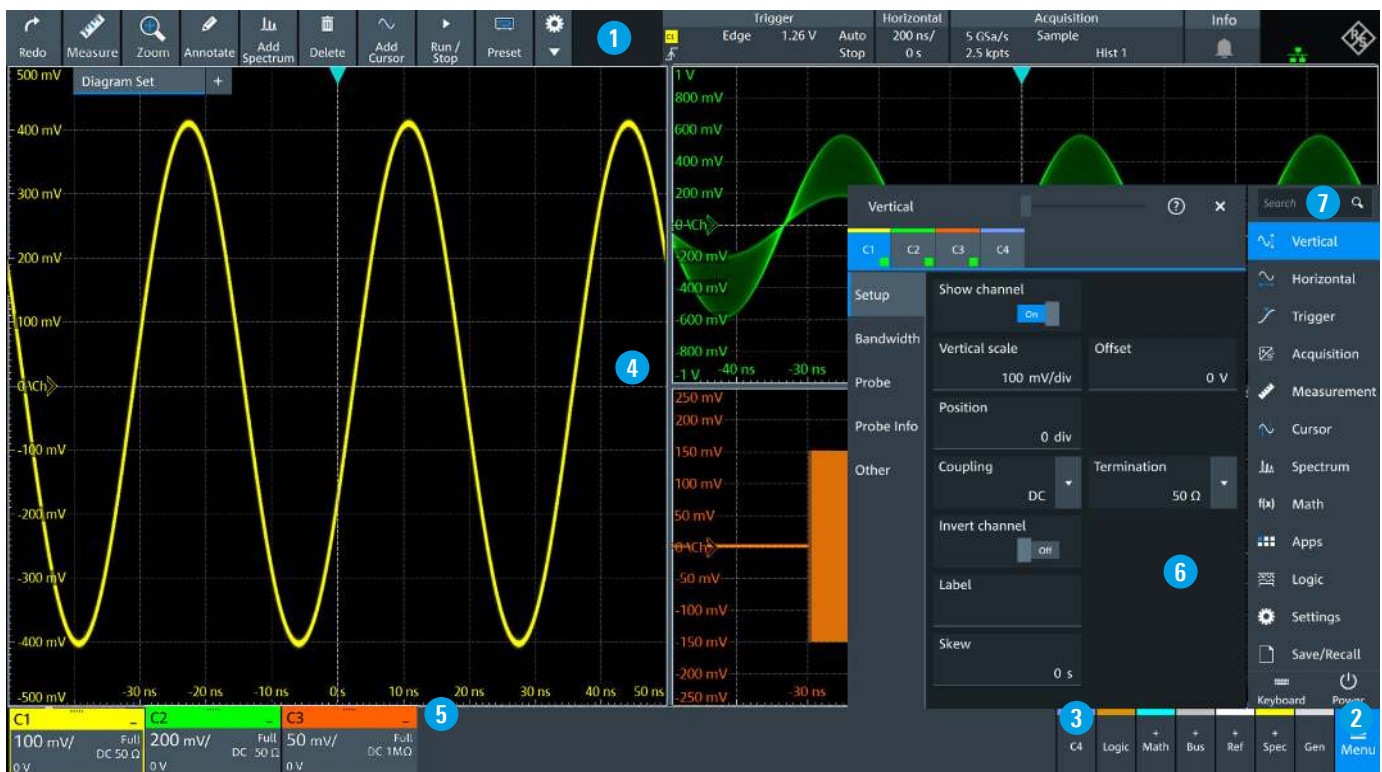 Redo
Measure
Zoom
Annotate
Add Spectrum
Delete
Add Cursor
Run / Stop
Preset
1
Trigger
C1
Edge 1.26 V Auto
Stop
Horizontal
200 ns/
0 s
Acquisition
5 GSa/s Sample
2.5 kpts Hist 1
Info
R&S
Diagram Set +
500 mV
400 mV
300 mV
200 mV
100 mV
0 \Ch
-100 mV
-200 mV
-300 mV
-400 mV
-500 mV
-30 ns -20 ns -10 ns 0 s 10 ns 20 ns 30 ns 40 ns 50 ns
1 V
800 mV
600 mV
400 mV
200 mV
0 \Ch
-200 mV
-400 mV
-600 mV
-800 mV
-1 V
-40 ns -30 ns
4
250 mV
200 mV
150 mV
100 mV
50 mV
0 \Ch
-50 mV
-100 mV
-150 mV
-200 mV
-250 mV
-30 ns
Vertical ? ×
C1 C2 C3 C4
Setup
Bandwidth
Probe
Probe Info
Other
Show channel
On
Vertical scale
100 mV/div
Offset
0 V
Position
0 div
Coupling
DC
Termination
50 Ω
Invert channel
Off
Label
Skew
0 s
6
Search
7
Vertical
Horizontal
Trigger
Acquisition
Measurement
Cursor
Spectrum
f(x) Math
Apps
Logic
Settings
Save/Recall
Keyboard
Power
C1
100 mV/ Full
DC 50 Ω
0 V
C2
200 mV/ Full
DC 50 Ω
0 V
C3
50 mV/ Full
DC 1MΩ
0 V
5
3
C4
Logic
+ Math
+ Bus
+ Ref
+ Spec
Gen
2
Menu